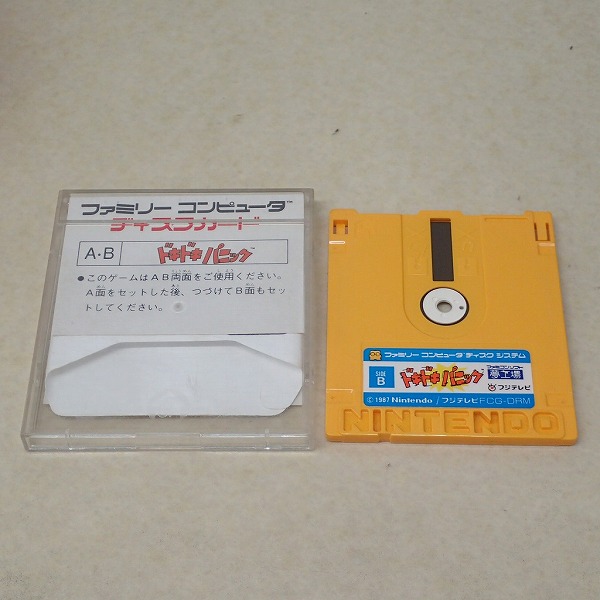 ファミリー コンピュータ™
ディスクカード
A・B
ドキドキパニック™
●このゲームはAB両面をご使用ください。
A面をセットした後、つづけてB面もセッ
トしてください。
ファミリー コンピュータ ディスク システム
SIDE
B
ドキドキパニック™
夢工場
フジテレビ
©1987 Nintendo/フジテレビ FCG-DRM
NINTENDO